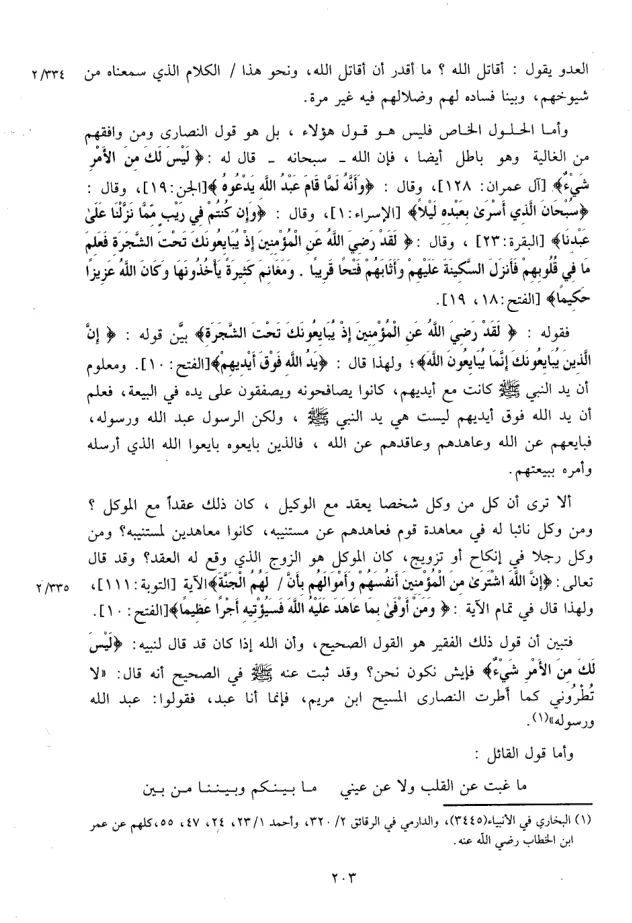 العدو يقول : أقاتل الله ؟ ما أقدر أن أقاتل الله، ونحو هذا / الكلام الذي سمعناه من ٢/٣٣٤
شيوخهم، وبينا فساده لهم وضلالهم فيه غير مرة.
وأما الحلول الخاص فليس هو قول هؤلاء ، بل هو قول النصارى ومن وافقهم
من الغالية وهو باطل أيضا ، فإن الله ـ سبحانه ـ قال له :﴿ لَيْسَ لَكَ مِنَ الأَمْرِ
شَيْءٌ﴾ [آل عمران: ١٢٨]، وقال : ﴿وَأَنَّهُ لَمَّا قَامَ عَبْدُ اللَّهِ يَدْعُوهُ﴾[الجن:١٩]، وقال :
﴿سُبْحَانَ الَّذِي أَسْرَىٰ بِعَبْدِهِ لَيْلاً﴾ [الإسراء:١]، وقال : ﴿وَإِن كُنتُمْ فِي رَيْبٍ مِّمَّا نَزَّلْنَا عَلَىٰ
عَبْدِنَا﴾ [البقرة:٢٣] ، وقال :﴿ لَقَدْ رَضِيَ اللَّهُ عَنِ الْمُؤْمِنِينَ إِذْ يُبَايِعُونَكَ تَحْتَ الشَّجَرَةِ فَعَلِمَ
مَا فِي قُلُوبِهِمْ فَأَنزَلَ السَّكِينَةَ عَلَيْهِمْ وَأَثَابَهُمْ فَتْحًا قَرِيبًا . وَمَغَانِمَ كَثِيرَةً يَأْخُذُونَهَا وَكَانَ اللَّهُ عَزِيزًا
حَكِيمًا﴾ [الفتح:١٨، ١٩].
فقوله : ﴿ لَقَدْ رَضِيَ اللَّهُ عَنِ الْمُؤْمِنِينَ إِذْ يُبَايِعُونَكَ تَحْتَ الشَّجَرَةِ﴾ بيَّن قوله : ﴿ إِنَّ
الَّذِينَ يُبَايِعُونَكَ إِنَّمَا يُبَايِعُونَ اللَّهَ﴾؛ ولهذا قال : ﴿يَدُ اللَّهِ فَوْقَ أَيْدِيهِمْ﴾[الفتح:١٠]. ومعلوم
أن يد النبي ﷺ كانت مع أيديهم، كانوا يصافحونه ويصفقون على يده في البيعة، فعلم
أن يد الله فوق أيديهم ليست هي يد النبي ﷺ ، ولكن الرسول عبد الله ورسوله،
فبايعهم عن الله وعاهدهم وعاقدهم عن الله ، فالذين بايعوه بايعوا الله الذي أرسله
وأمره ببيعتهم.
ألا ترى أن كل من وكل شخصا يعقد مع الوكيل ، كان ذلك عقداً مع الموكل ؟
ومن وكل نائبا له في معاهدة قوم فعاهدهم عن مستنيبه، كانوا معاهدين لمستنيبه؟ ومن
وكل رجلا في إنكاح أو تزويج، كان الموكل هو الزوج الذي وقع له العقد؟ وقد قال
تعالى:﴿إِنَّ اللَّهَ اشْتَرَىٰ مِنَ الْمُؤْمِنِينَ أَنفُسَهُمْ وَأَمْوَالَهُم بِأَنَّ / لَهُمُ الْجَنَّةَ﴾الآية [التوبة:١١١]، ٢/٣٣٥
ولهذا قال في تمام الآية :﴿ وَمَنْ أَوْفَىٰ بِمَا عَاهَدَ عَلَيْهُ اللَّهَ فَسَيُؤْتِيهِ أَجْرًا عَظِيمًا﴾[الفتح:١٠].
فتبين أن قول ذلك الفقير هو القول الصحيح، وأن الله إذا كان قد قال لنبيه: ﴿لَيْسَ
لَكَ مِنَ الأَمْرِ شَيْءٌ﴾ فإيش نكون نحن؟ وقد ثبت عنه ﷺ في الصحيح أنه قال: «لا
تُطْرُوني كما أطرت النصارى المسيح ابن مريم، فإنما أنا عبد، فقولوا: عبد الله
ورسوله»(١).
وأما قول القائل :
ما غبت عن القلب ولا عن عيني ما بينكم وبيننا من بين
(١) البخاري في الأنبياء(٣٤٤٥)، والدارمي في الرقائق ٢/ ٣٢٠، وأحمد ٢٣/١، ٢٤، ٤٧، ٥٥،كلهم عن عمر
ابن الخطاب رضي الله عنه.
٢٠٣